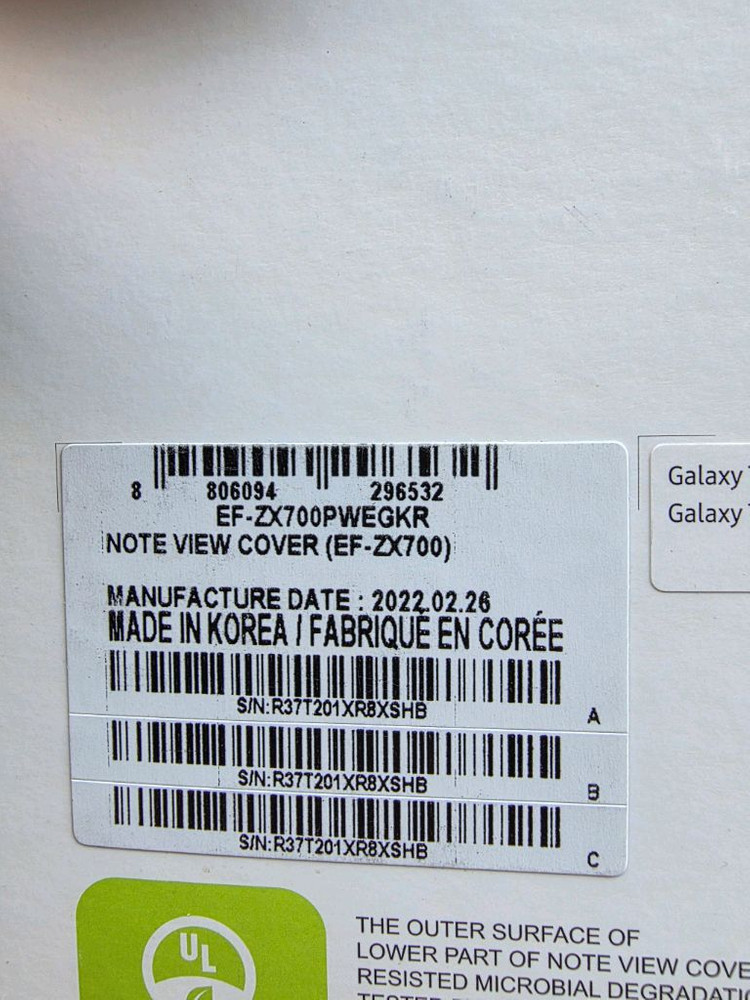 8 806094 296532
EF-ZX700PWEGKR
NOTE VIEW COVER (EF-ZX700)
MANUFACTURE DATE : 2022.02.26
MADE IN KOREA / FABRIQUÉ EN CORÉE
S/N:R37T201XR8XSHB
A
S/N:R37T201XR8XSHB
B
S/N:R37T201XR8XSHB
C
Galaxy
Galaxy
UL
THE OUTER SURFACE OF
LOWER PART OF NOTE VIEW COVE
RESISTED MICROBIAL DEGRADATIO